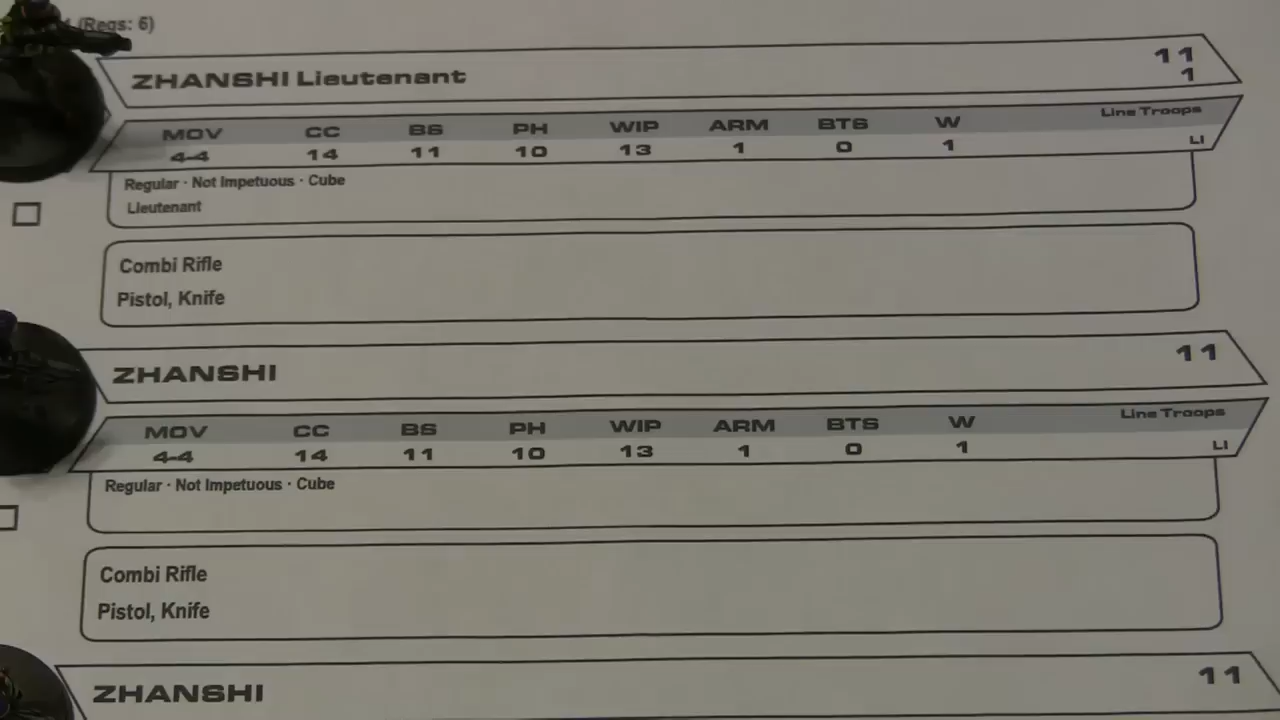 (Regs: 6)
ZHANSHI Lieutenant 11
1
MOV CC BS PH WIP ARM BTS W Line Troops
4-4 14 11 10 13 1 0 1 LI
Regular · Not Impetuous · Cube
Lieutenant
Combi Rifle
Pistol, Knife
ZHANSHI 11
MOV CC BS PH WIP ARM BTS W Line Troops
4-4 14 11 10 13 1 0 1 LI
Regular · Not Impetuous · Cube
Combi Rifle
Pistol, Knife
ZHANSHI 11